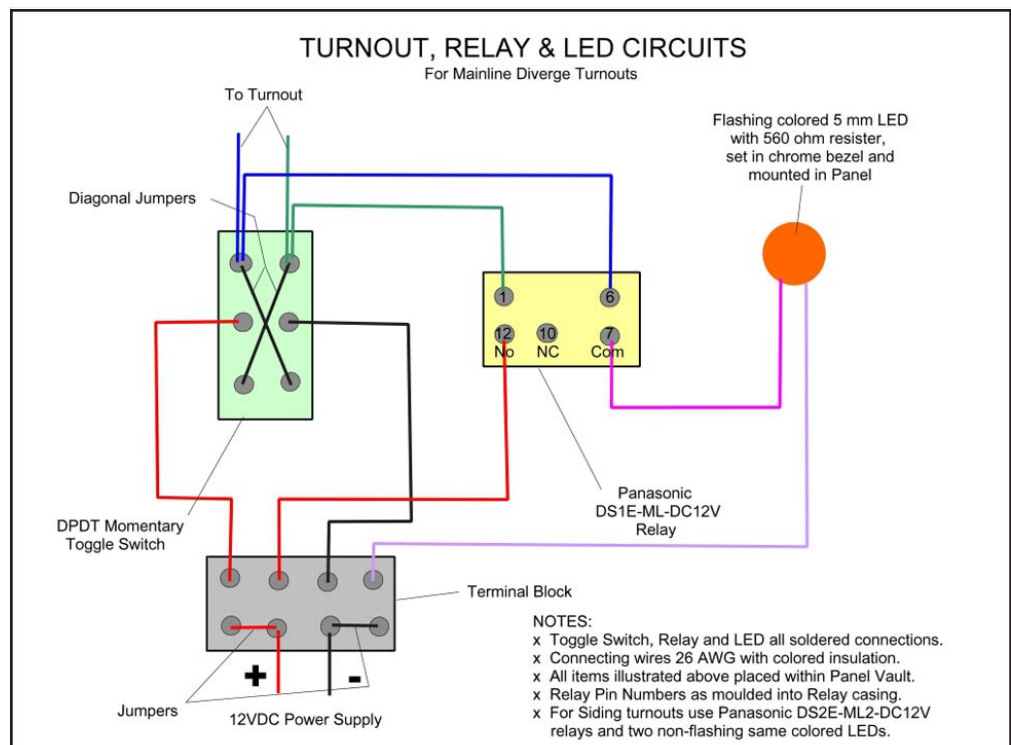 TURNOUT, RELAY & LED CIRCUITS
For Mainline Diverge Turnouts
To Turnout
Flashing colored 5 mm LED
with 560 ohm resister,
set in chrome bezel and
mounted in Panel
Diagonal Jumpers
1
6
12
10
7
No
NC
Com
Panasonic
DS1E-ML-DC12V
Relay
DPDT Momentary
Toggle Switch
Terminal Block
+
-
Jumpers
12VDC Power Supply
NOTES:
x Toggle Switch, Relay and LED all soldered connections.
x Connecting wires 26 AWG with colored insulation.
x All items illustrated above placed within Panel Vault.
x Relay Pin Numbers as moulded into Relay casing.
x For Siding turnouts use Panasonic DS2E-ML2-DC12V
relays and two non-flashing same colored LEDs.